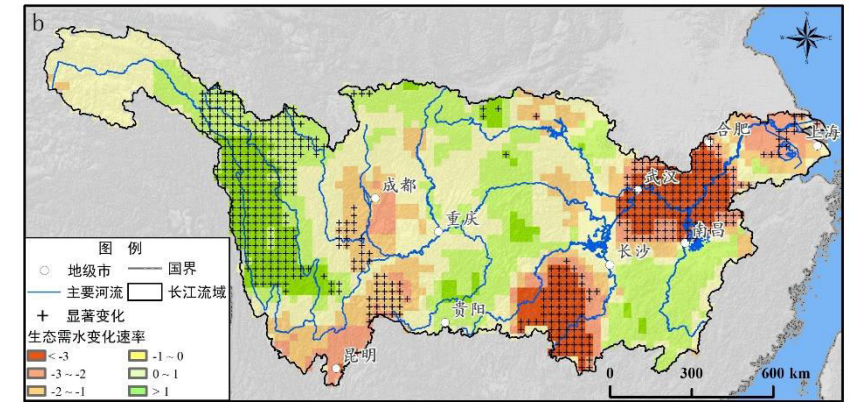 b
合肥
上海
武汉
成都
重庆
南昌
长沙
贵阳
昆明
图 例
地级市 国界
主要河流 长江流域
显著变化
生态需水变化速率
< -3 -1 ~ 0
-3 ~ -2 0 ~ 1
-2 ~ -1 > 1
0 300 600 km